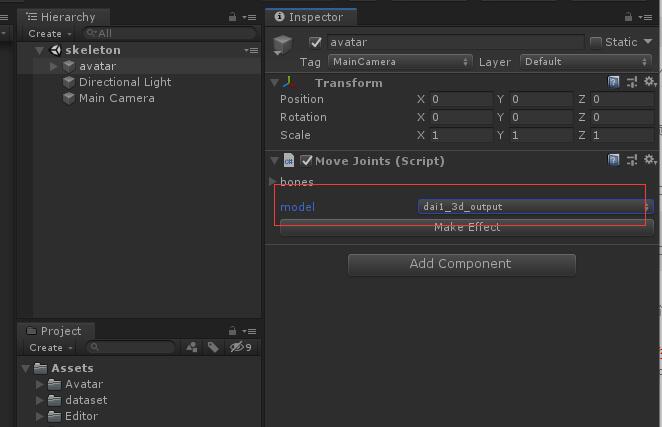 Hierarchy
Create
All
skeleton
avatar
Directional Light
Main Camera
Project
Create
9
Assets
Avatar
dataset
Editor
Inspector
avatar
Static
Tag MainCamera Layer Default
Transform
Position X 0 Y 0 Z 0
Rotation X 0 Y 0 Z 0
Scale X 1 Y 1 Z 1
c# Move Joints (Script)
bones
model dai1_3d_output
Make Effect
Add Component